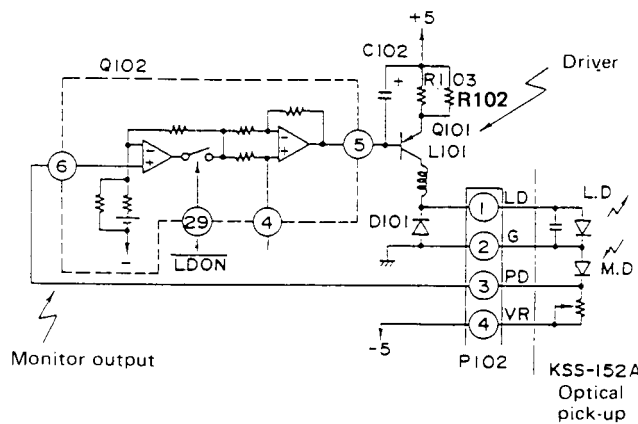 +5
C102
Q102
+
R103
Driver
R102
5
Q101
L101
6
-
+
-
+
LD
L.D
1
29
4
D101
G
2
LDON
M.D
PD
3
-
VR
4
-5
Monitor output
P102
KSS-152A
Optical
pick-up